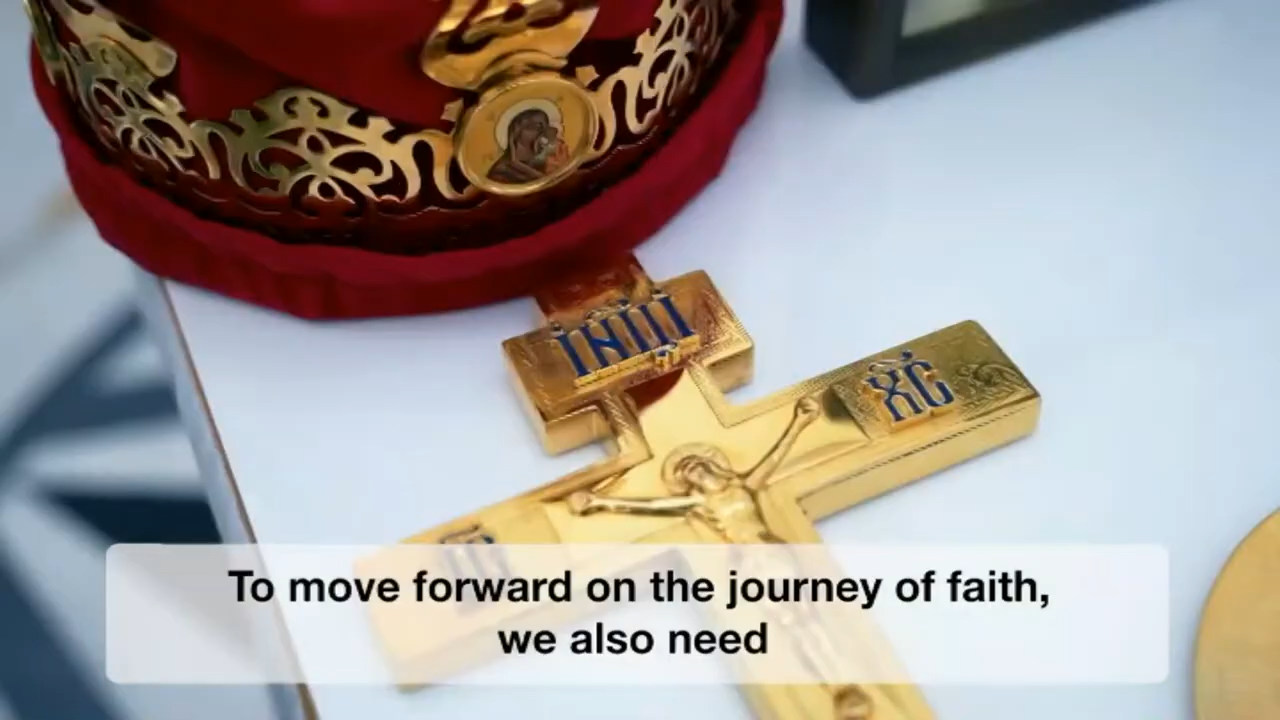 ІНЦІ
ХС
To move forward on the journey of faith,
we also need